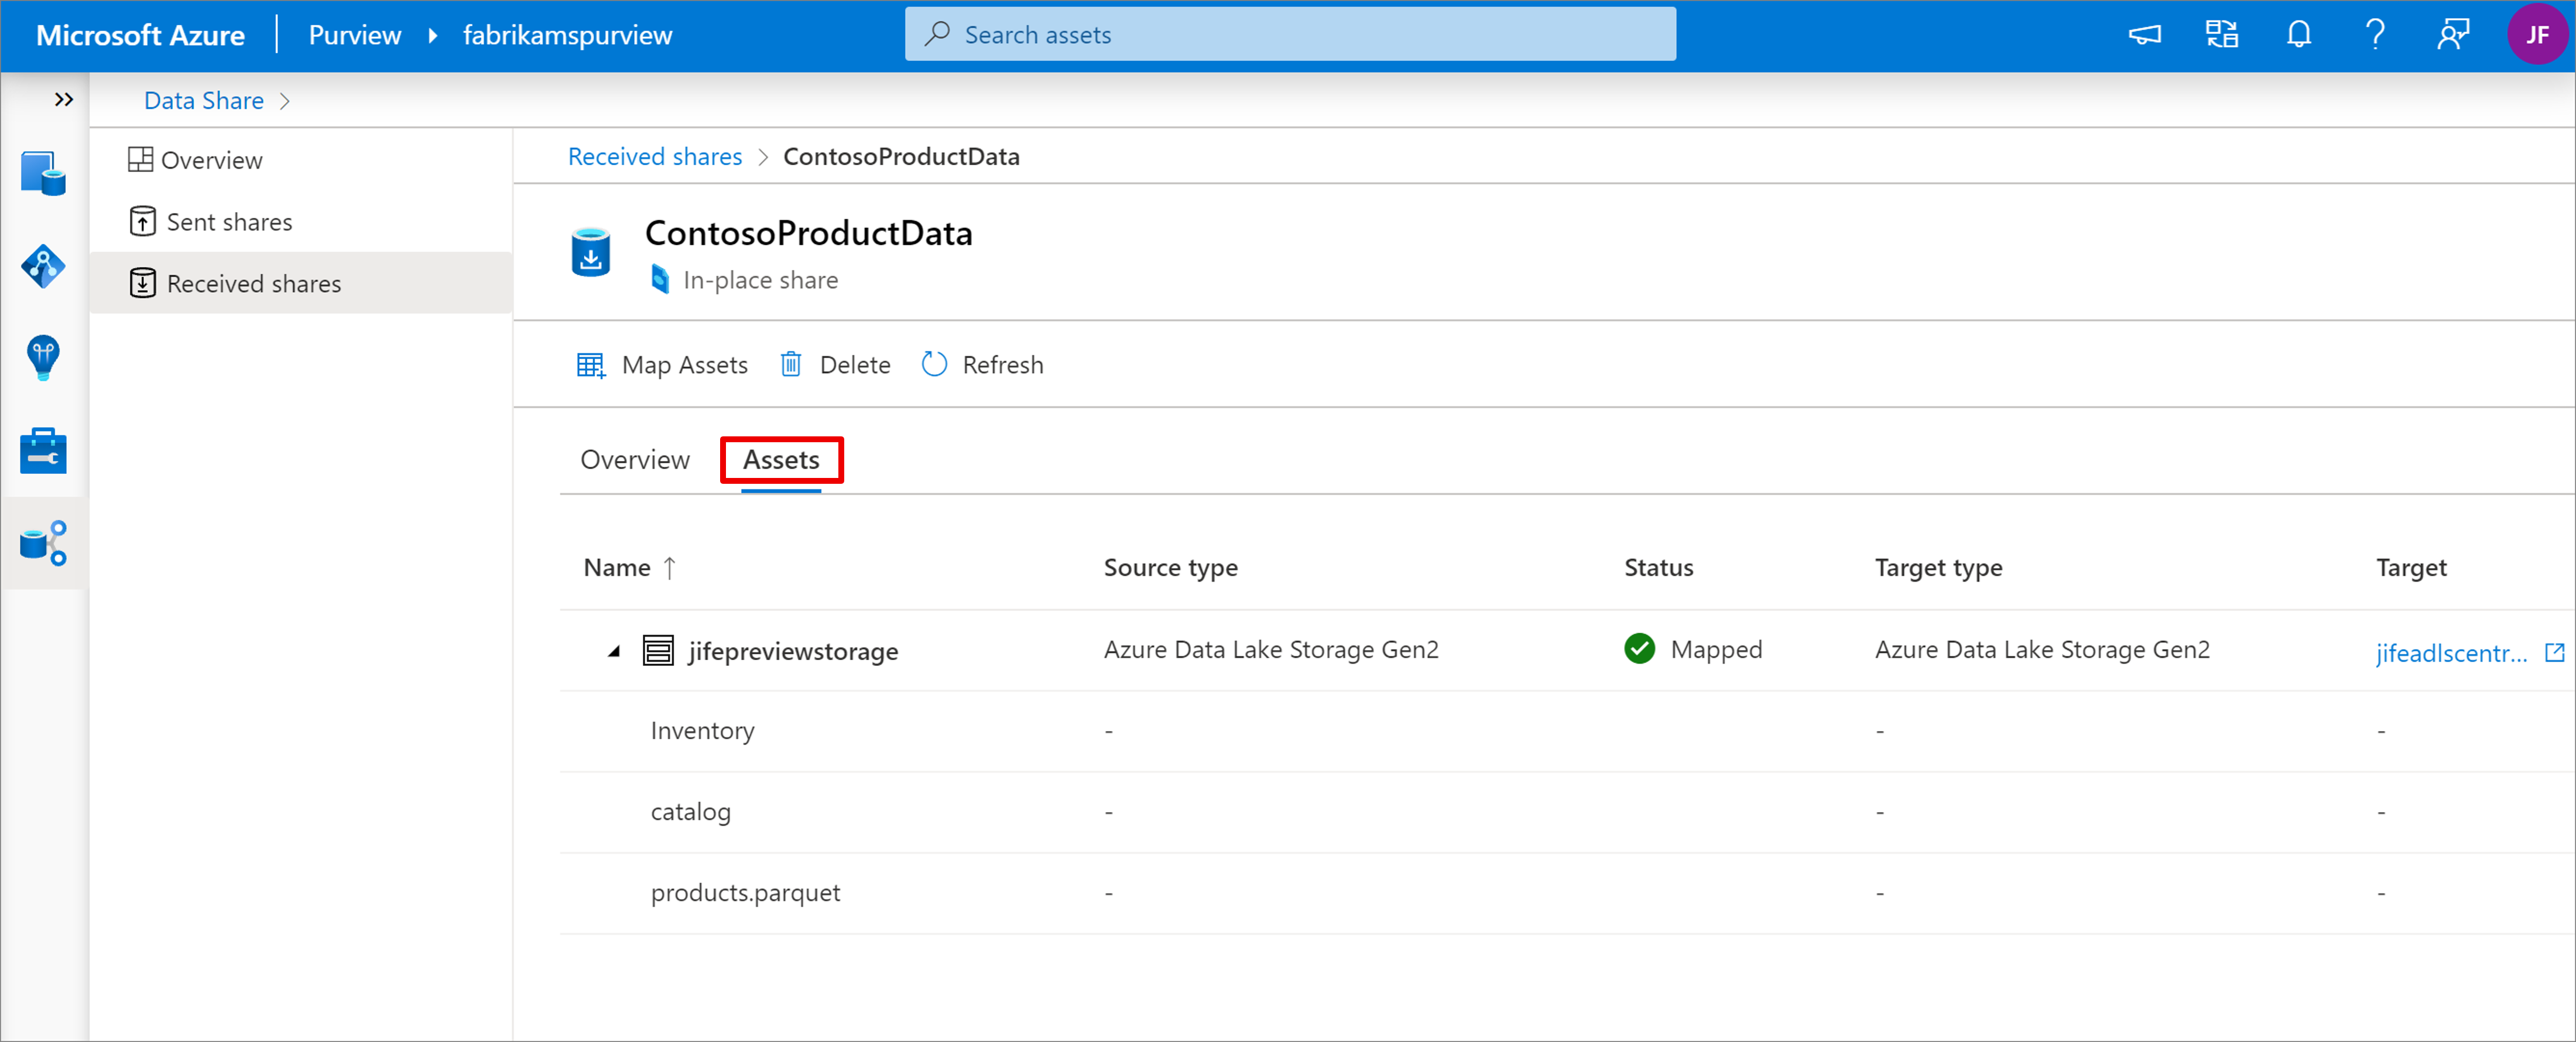 Microsoft Azure | Purview fabrikamspurview Search assets JF
Data Share
Overview
Sent shares
Received shares
Received shares > ContosoProductData
ContosoProductData
In-place share
Map Assets Delete Refresh
Overview Assets
Name ↑ Source type Status Target type Target
jifepreviewstorage Azure Data Lake Storage Gen2 Mapped Azure Data Lake Storage Gen2 jifeadlscentr...
Inventory - - -
catalog - - -
products.parquet - - -